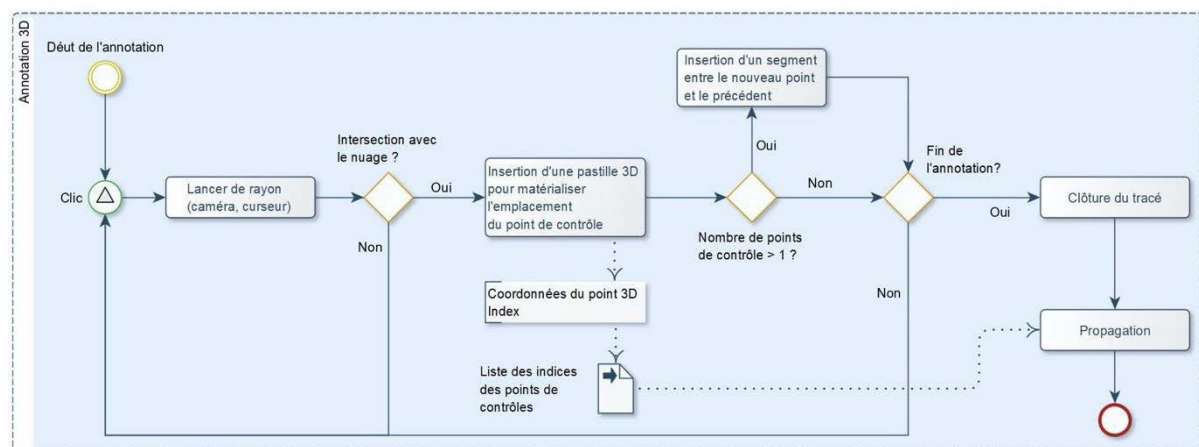 Annotation 3D
Déut de l'annotation
Clic
Lancer de rayon
(caméra, curseur)
Intersection avec
le nuage ?
Oui
Non
Insertion d'une pastille 3D
pour matérialiser
l'emplacement
du point de contrôle
Coordonnées du point 3D
Index
Liste des indices
des points de
contrôles
Insertion d'un segment
entre le nouveau point
et le précédent
Oui
Non
Nombre de points
de contrôle > 1 ?
Fin de
l'annotation?
Oui
Non
Clôture du tracé
Propagation